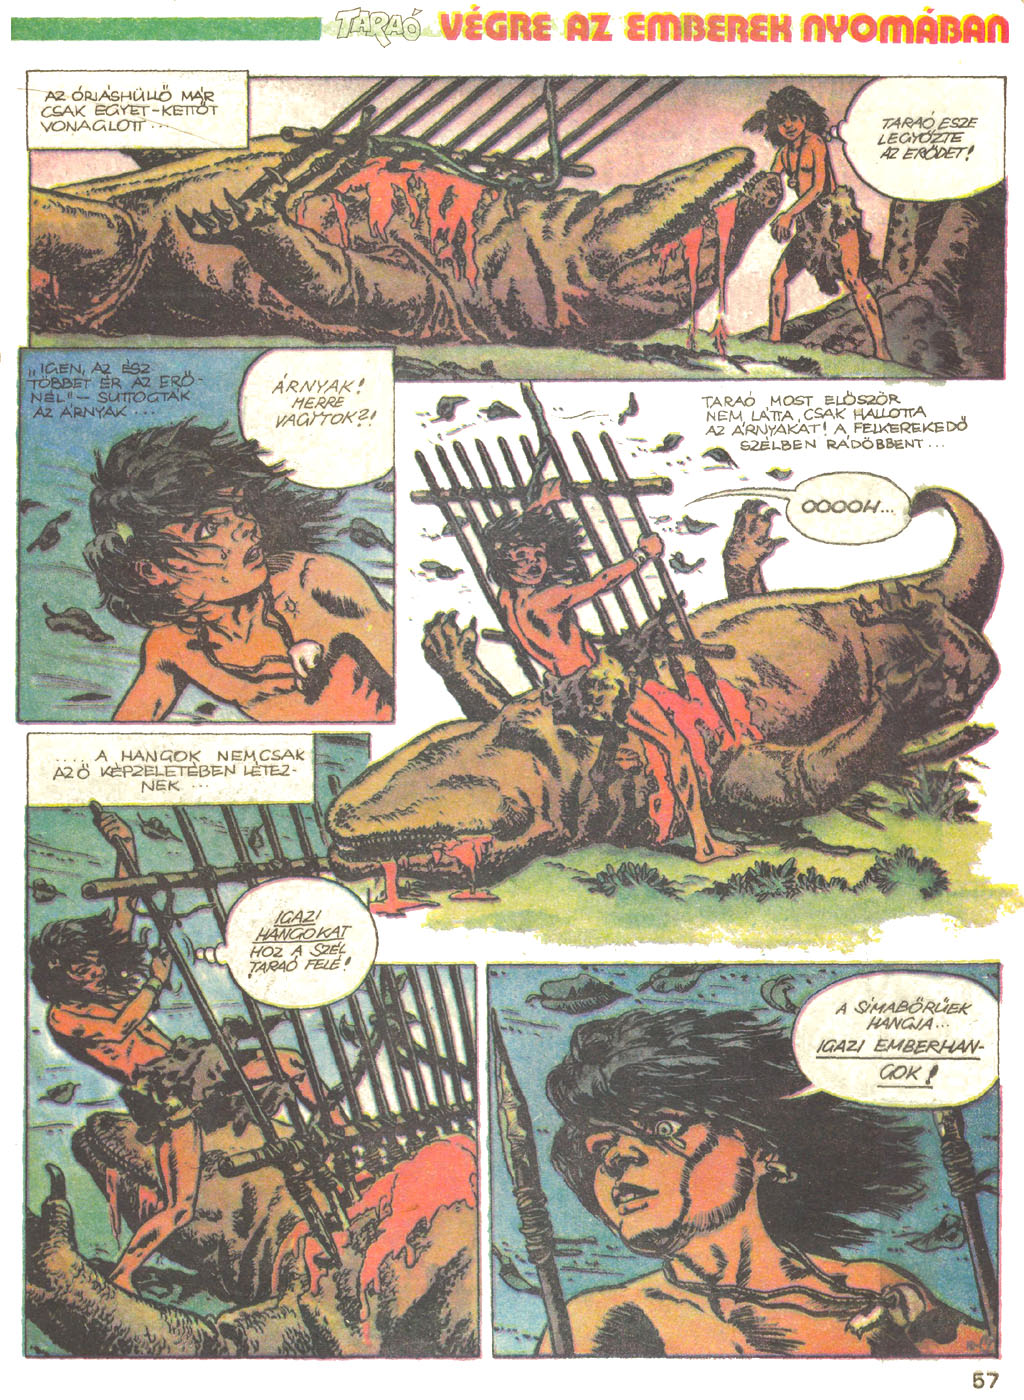 TARAÓ VÉGRE AZ EMBEREK NYOMÁBAN
AZ ÓRIÁSHÜLLŐ MÁR
CSAK EGYET-KETTŐT
VONAGLOTT ...
TARAÓ ESZE
LEGYŐZTE
AZ ERŐDET!
„IGEN, AZ ÉSZ
TÖBBET ÉR AZ ERŐ-
NÉL" – SUTTOGTÁK
AZ ÁRNYAK ...
ÁRNYAK!
MERRE
VAGYTOK?!
TARAÓ MOST ELŐSZÖR
NEM LÁTTA, CSAK HALLOTTA
AZ ÁRNYAKAT! A FELKEREKEDŐ
SZÉLBEN RÁDÖBBENT ...
OOOOH...
..... A HANGOK NEMCSAK
AZ Ő KÉPZELETÉBEN LÉTEZ-
NEK ...
IGAZI
HANGOKAT
HOZ A SZÉL
TARAÓ FELÉ!
A SIMABŐRŰEK
HANGJA...
IGAZI EMBERHAN-
GOK!
57